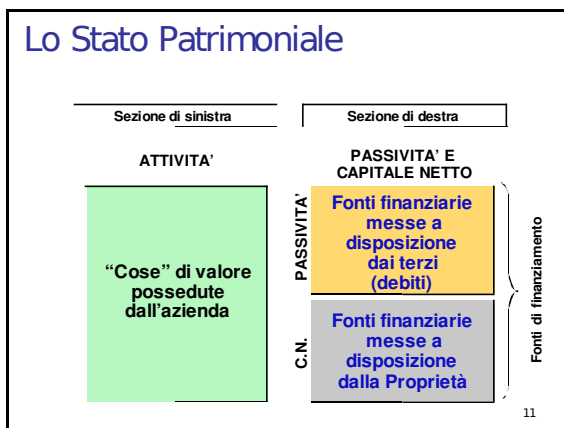 Lo Stato Patrimoniale
Sezione di sinistra
Sezione di destra
ATTIVITA’
PASSIVITA’ E
CAPITALE NETTO
“Cose” di valore
possedute
dall’azienda
PASSIVITA’
Fonti finanziarie
messe a
disposizione
dai terzi
(debiti)
C.N.
Fonti finanziarie
messe a
disposizione
dalla Proprietà
Fonti di finanziamento
11